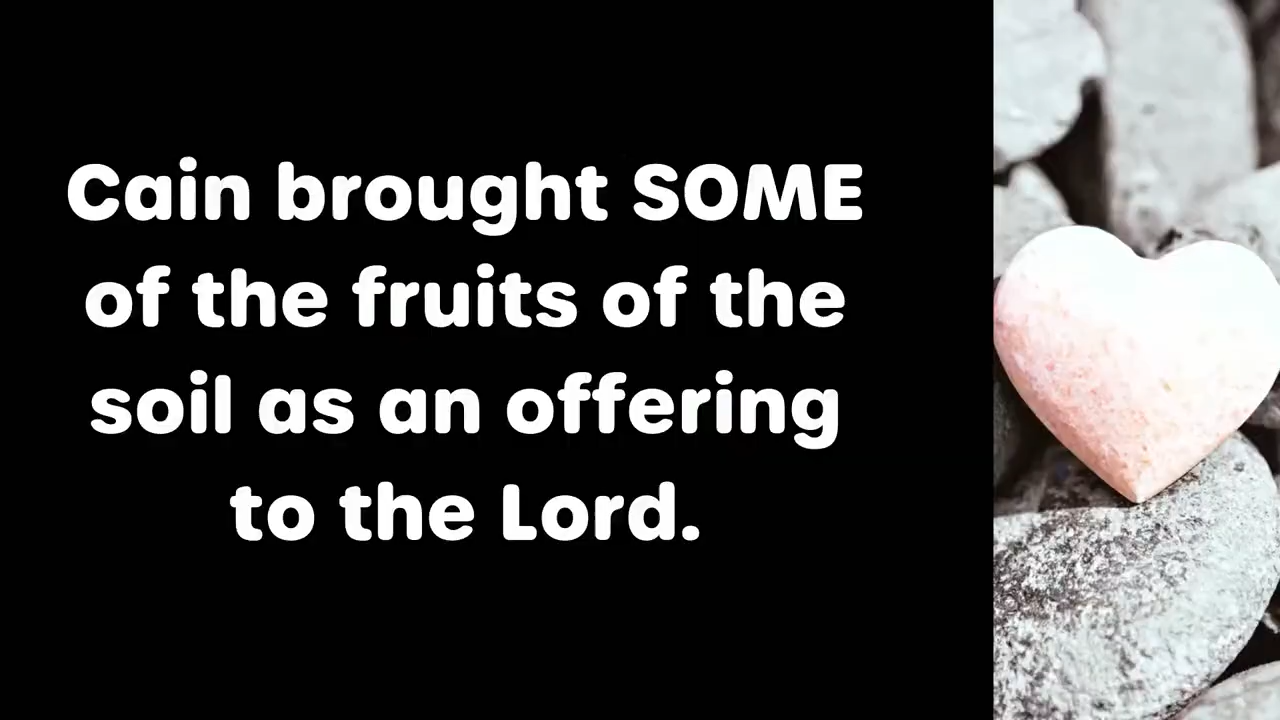 Cain brought SOME
of the fruits of the
soil as an offering
to the Lord.